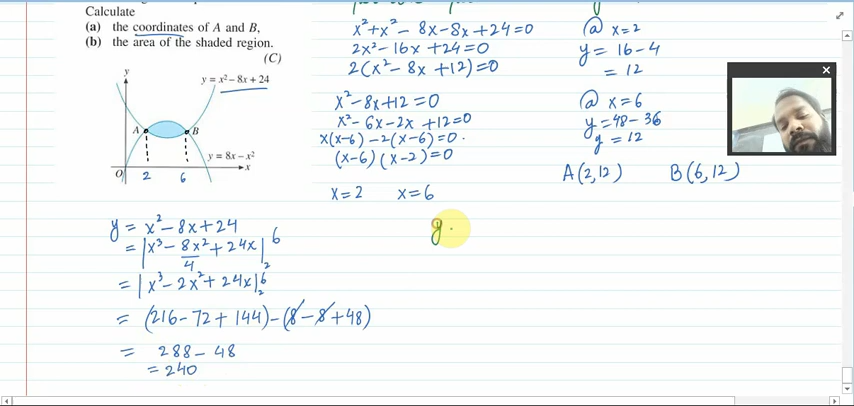 Calculate
(a) the coordinates of A and B,
(b) the area of the shaded region.
(C)
y
y = x² − 8x + 24
A
B
y = 8x − x²
O
x
2
6
y = x² − 8x + 24
= |x³ − 8x²/4 + 24x|₂⁶
= |x³ − 2x² + 24x|₂⁶
= (216 − 72 + 144) − (8 − 8 + 48)
= 288 − 48
= 240
x² + x² − 8x − 8x + 24 = 0
2x² − 16x + 24 = 0
2(x² − 8x + 12) = 0
x² − 8x + 12 = 0
x² − 6x − 2x + 12 = 0
x(x−6) − 2(x−6) = 0
(x−6)(x−2) = 0
x = 2 x = 6
@ x = 2
y = 16 − 4
= 12
@ x = 6
y = 48 − 36
y = 12
A(2,12) B(6,12)
y